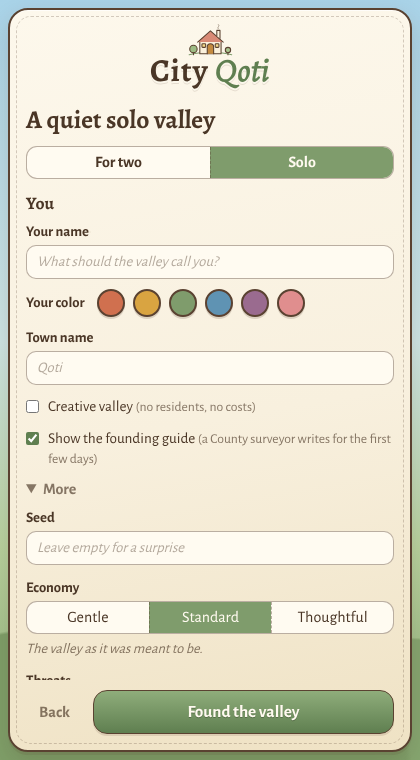 City Qoti
A quiet solo valley
For two
Solo
You
Your name
What should the valley call you?
Your color
Town name
Qoti
Creative valley (no residents, no costs)
Show the founding guide (a County surveyor writes for the first
few days)
More
Seed
Leave empty for a surprise
Economy
Gentle
Standard
Thoughtful
The valley as it was meant to be.
Threats
Back
Found the valley